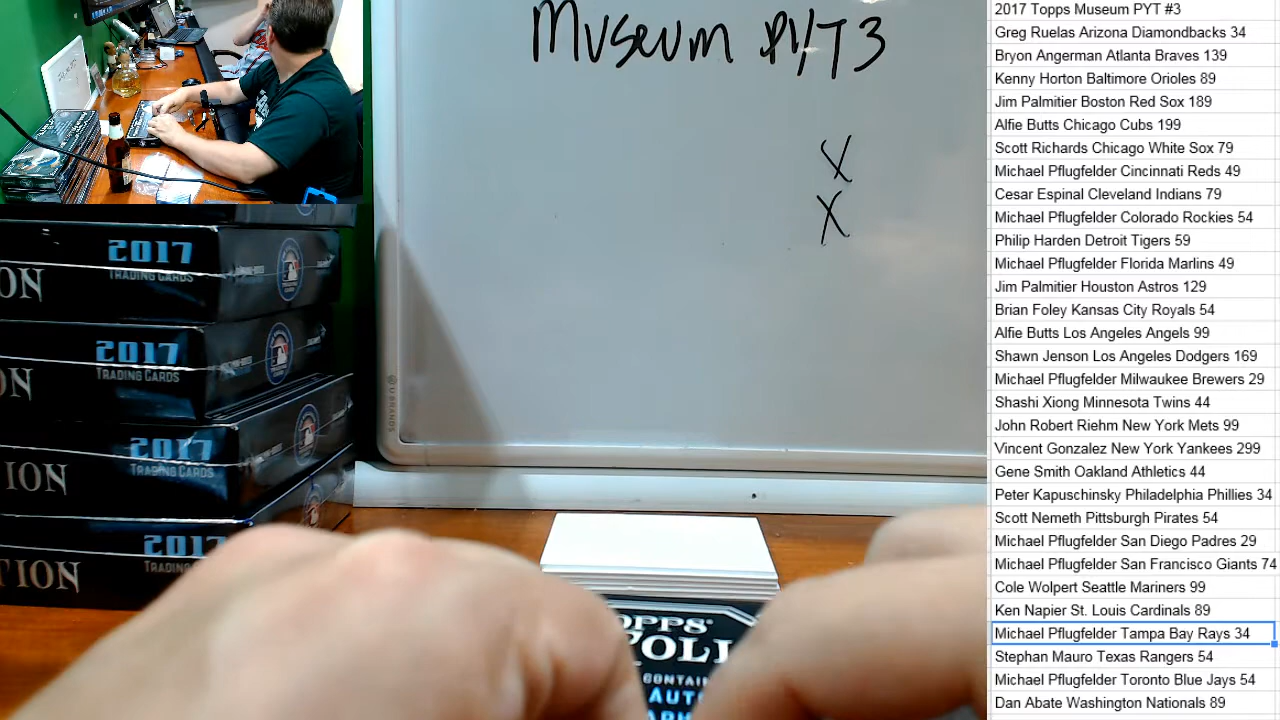 Museum PYT 3
X
X
2017
TRADING CARDS
ON
2017
TRADING CARDS
ON
2017
TRADING CARDS
ION
2017
TRADING
TION
TOPPS
CONTAIN
AUTO
2017 Topps Museum PYT #3
Greg Ruelas Arizona Diamondbacks 34
Bryon Angerman Atlanta Braves 139
Kenny Horton Baltimore Orioles 89
Jim Palmitier Boston Red Sox 189
Alfie Butts Chicago Cubs 199
Scott Richards Chicago White Sox 79
Michael Pflugfelder Cincinnati Reds 49
Cesar Espinal Cleveland Indians 79
Michael Pflugfelder Colorado Rockies 54
Philip Harden Detroit Tigers 59
Michael Pflugfelder Florida Marlins 49
Jim Palmitier Houston Astros 129
Brian Foley Kansas City Royals 54
Alfie Butts Los Angeles Angels 99
Shawn Jenson Los Angeles Dodgers 169
Michael Pflugfelder Milwaukee Brewers 29
Shashi Xiong Minnesota Twins 44
John Robert Riehm New York Mets 99
Vincent Gonzalez New York Yankees 299
Gene Smith Oakland Athletics 44
Peter Kapuschinsky Philadelphia Phillies 34
Scott Nemeth Pittsburgh Pirates 54
Michael Pflugfelder San Diego Padres 29
Michael Pflugfelder San Francisco Giants 74
Cole Wolpert Seattle Mariners 99
Ken Napier St. Louis Cardinals 89
Michael Pflugfelder Tampa Bay Rays 34
Stephan Mauro Texas Rangers 54
Michael Pflugfelder Toronto Blue Jays 54
Dan Abate Washington Nationals 89